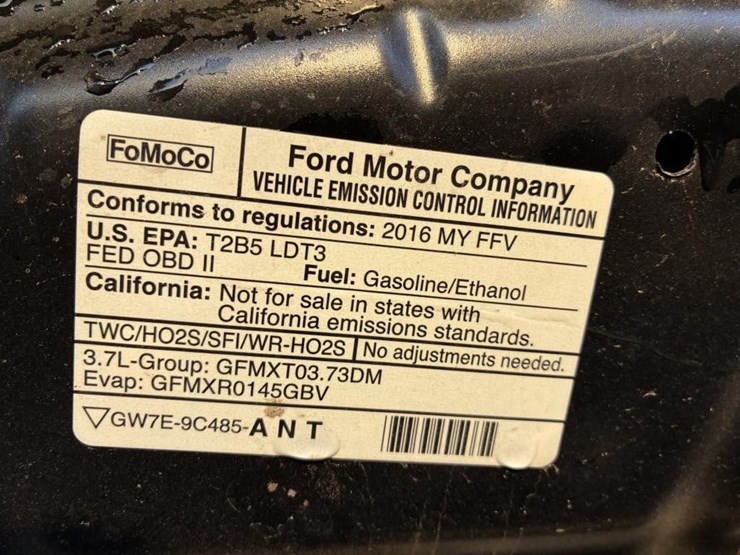 FoMoCo
Ford Motor Company
VEHICLE EMISSION CONTROL INFORMATION
Conforms to regulations: 2016 MY FFV
U.S. EPA: T2B5 LDT3
FED OBD II Fuel: Gasoline/Ethanol
California: Not for sale in states with
California emissions standards.
TWC/HO2S/SFI/WR-HO2S No adjustments needed.
3.7L-Group: GFMXT03.73DM
Evap: GFMXR0145GBV
GW7E-9C485-A N T